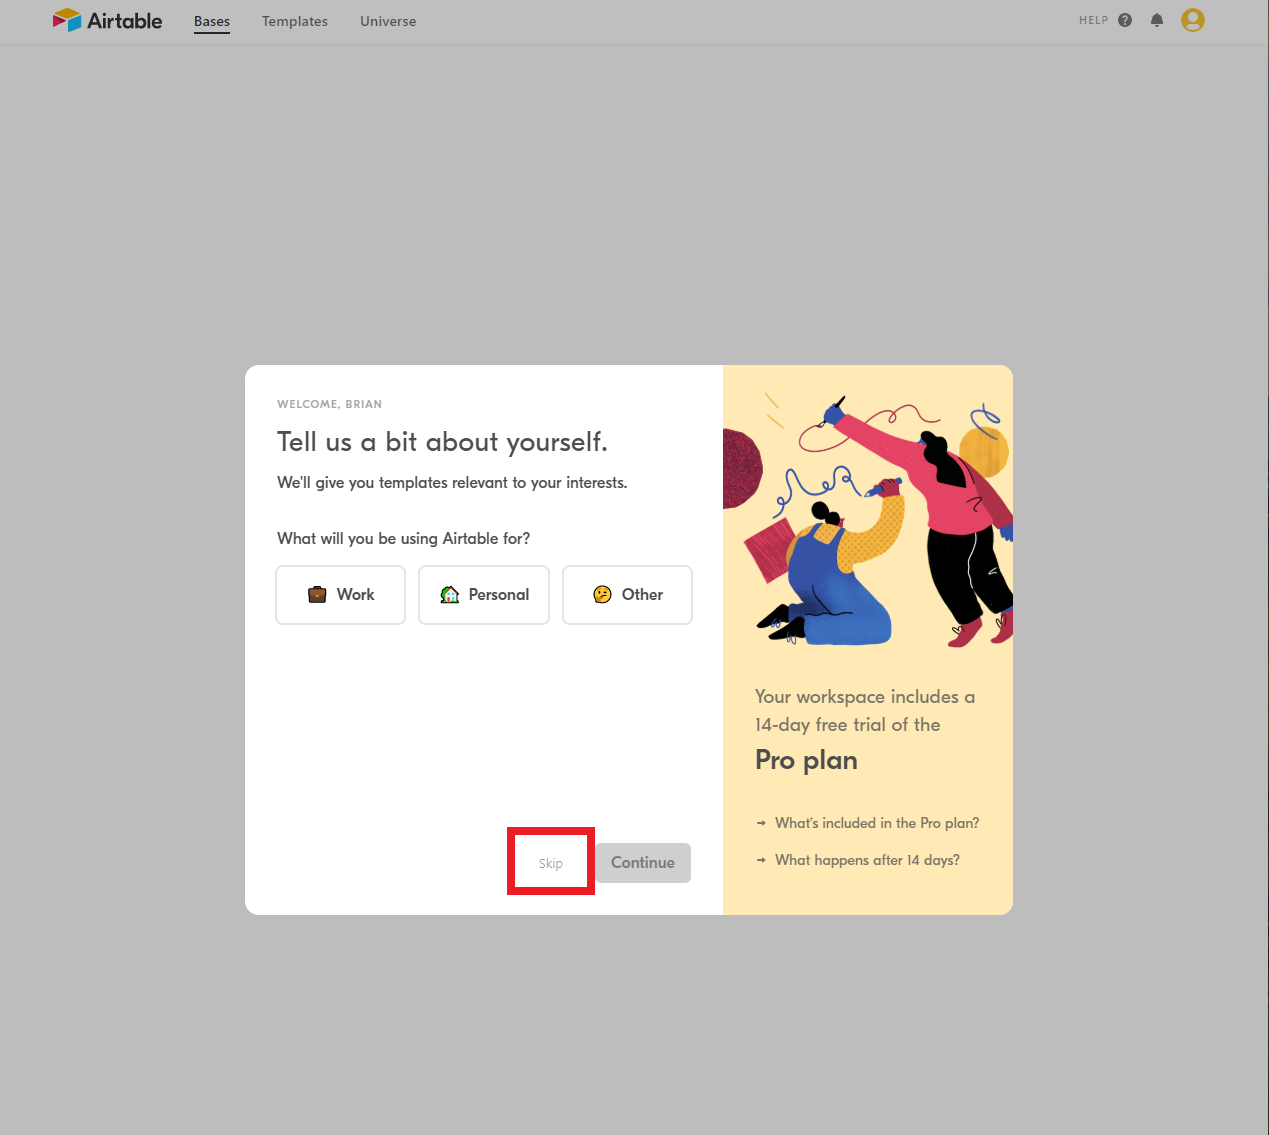 Airtable
Bases
Templates
Universe
HELP
?
WELCOME, BRIAN
Tell us a bit about yourself.
We'll give you templates relevant to your interests.
What will you be using Airtable for?
Work
Personal
Other
Skip
Continue
Your workspace includes a
14-day free trial of the
Pro plan
→ What's included in the Pro plan?
→ What happens after 14 days?